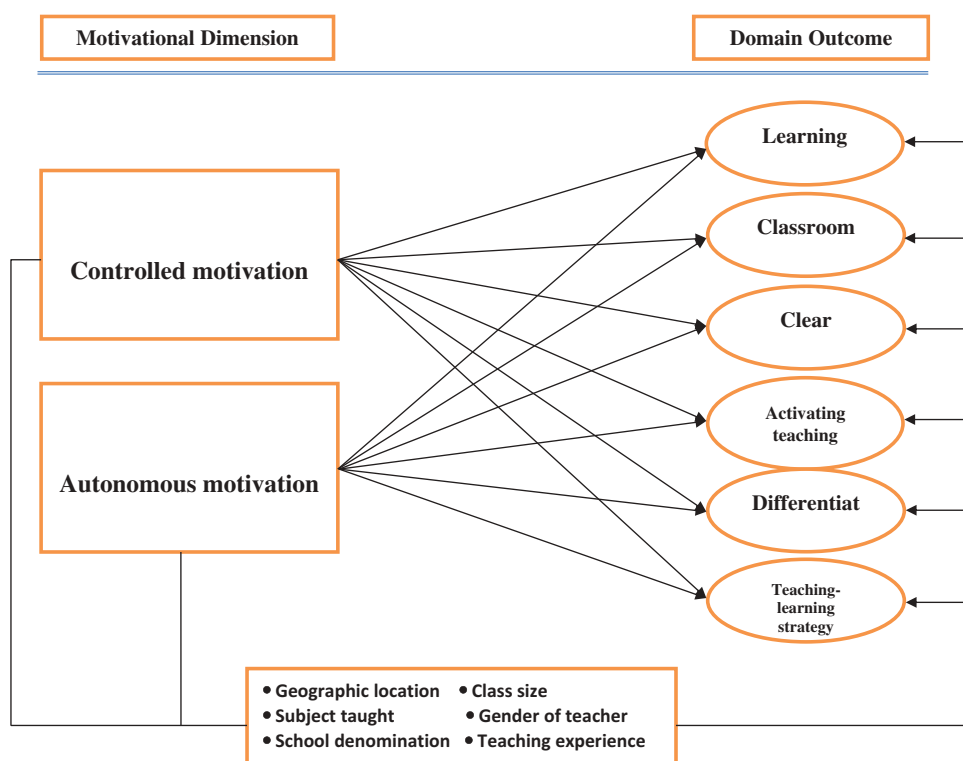 Motivational Dimension
Domain Outcome
Learning
Controlled motivation
Classroom
Clear
Autonomous motivation
Activating
teaching
Differentiat
Teaching-
learning
strategy
• Geographic location • Class size
• Subject taught • Gender of teacher
• School denomination • Teaching experience